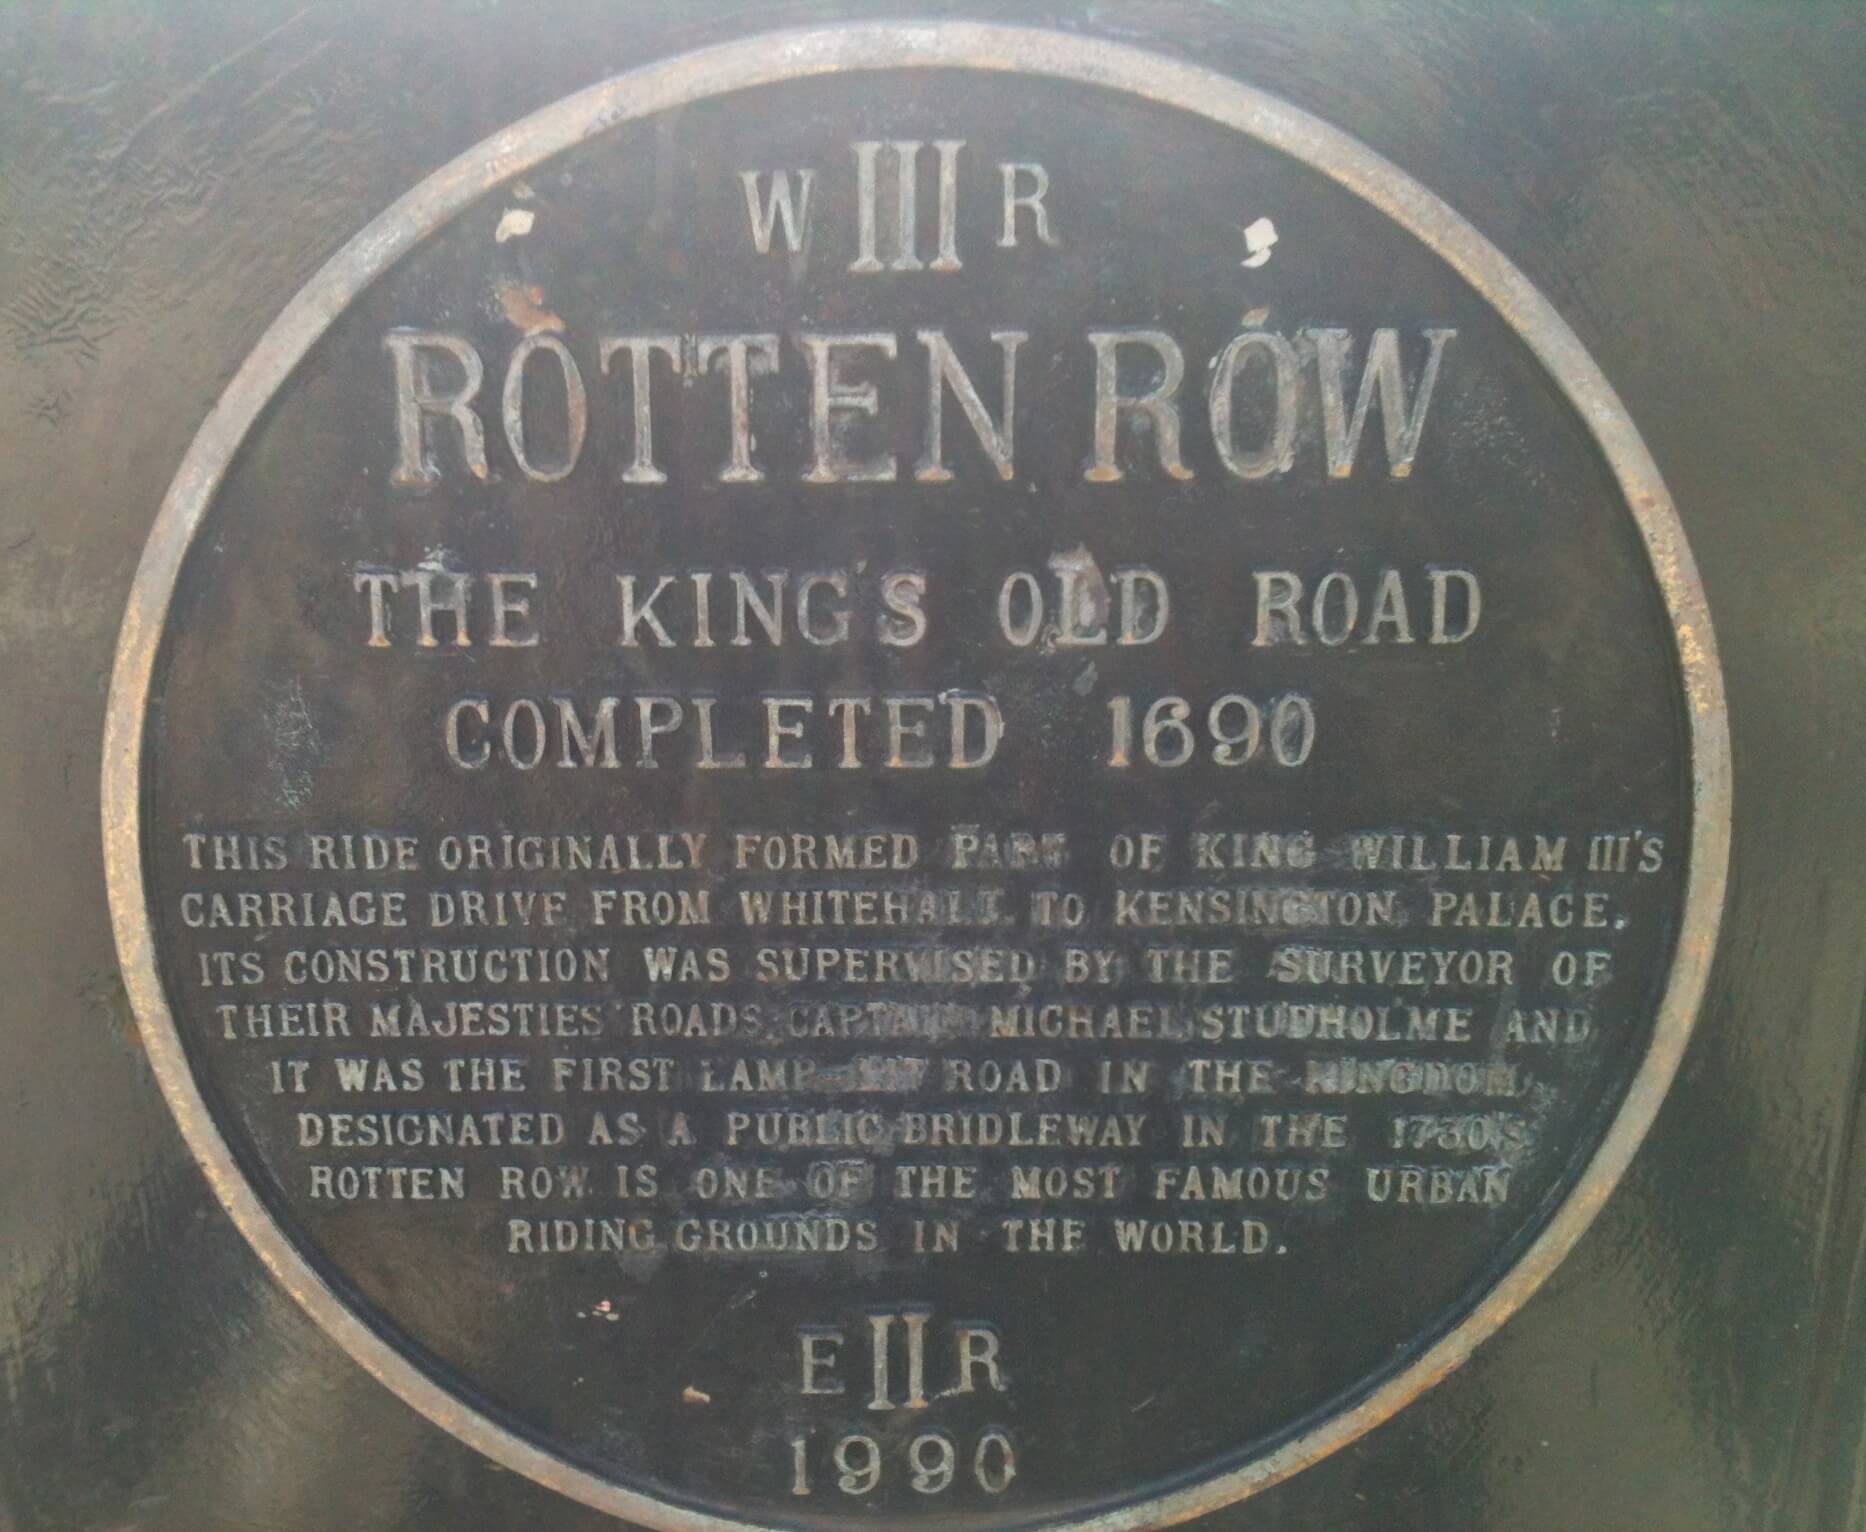 W III R
ROTTEN ROW
THE KING'S OLD ROAD
COMPLETED 1690
THIS RIDE ORIGINALLY FORMED PART OF KING WILLIAM III'S
CARRIAGE DRIVE FROM WHITEHALL TO KENSINGTON PALACE.
ITS CONSTRUCTION WAS SUPERVISED BY THE SURVEYOR OF
THEIR MAJESTIES' ROADS, CAPTAIN MICHAEL STUDHOLME AND
IT WAS THE FIRST LAMP-LIT ROAD IN THE KINGDOM,
DESIGNATED AS A PUBLIC BRIDLEWAY IN THE 1730'S
ROTTEN ROW IS ONE OF THE MOST FAMOUS URBAN
RIDING GROUNDS IN THE WORLD.
E II R
1990